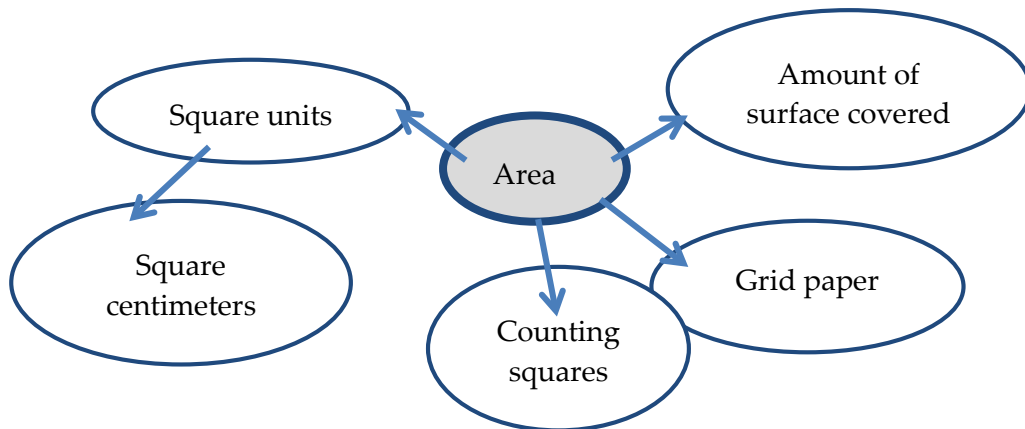 Amount of
surface covered
Square units
Area
Square
centimeters
Grid paper
Counting
squares